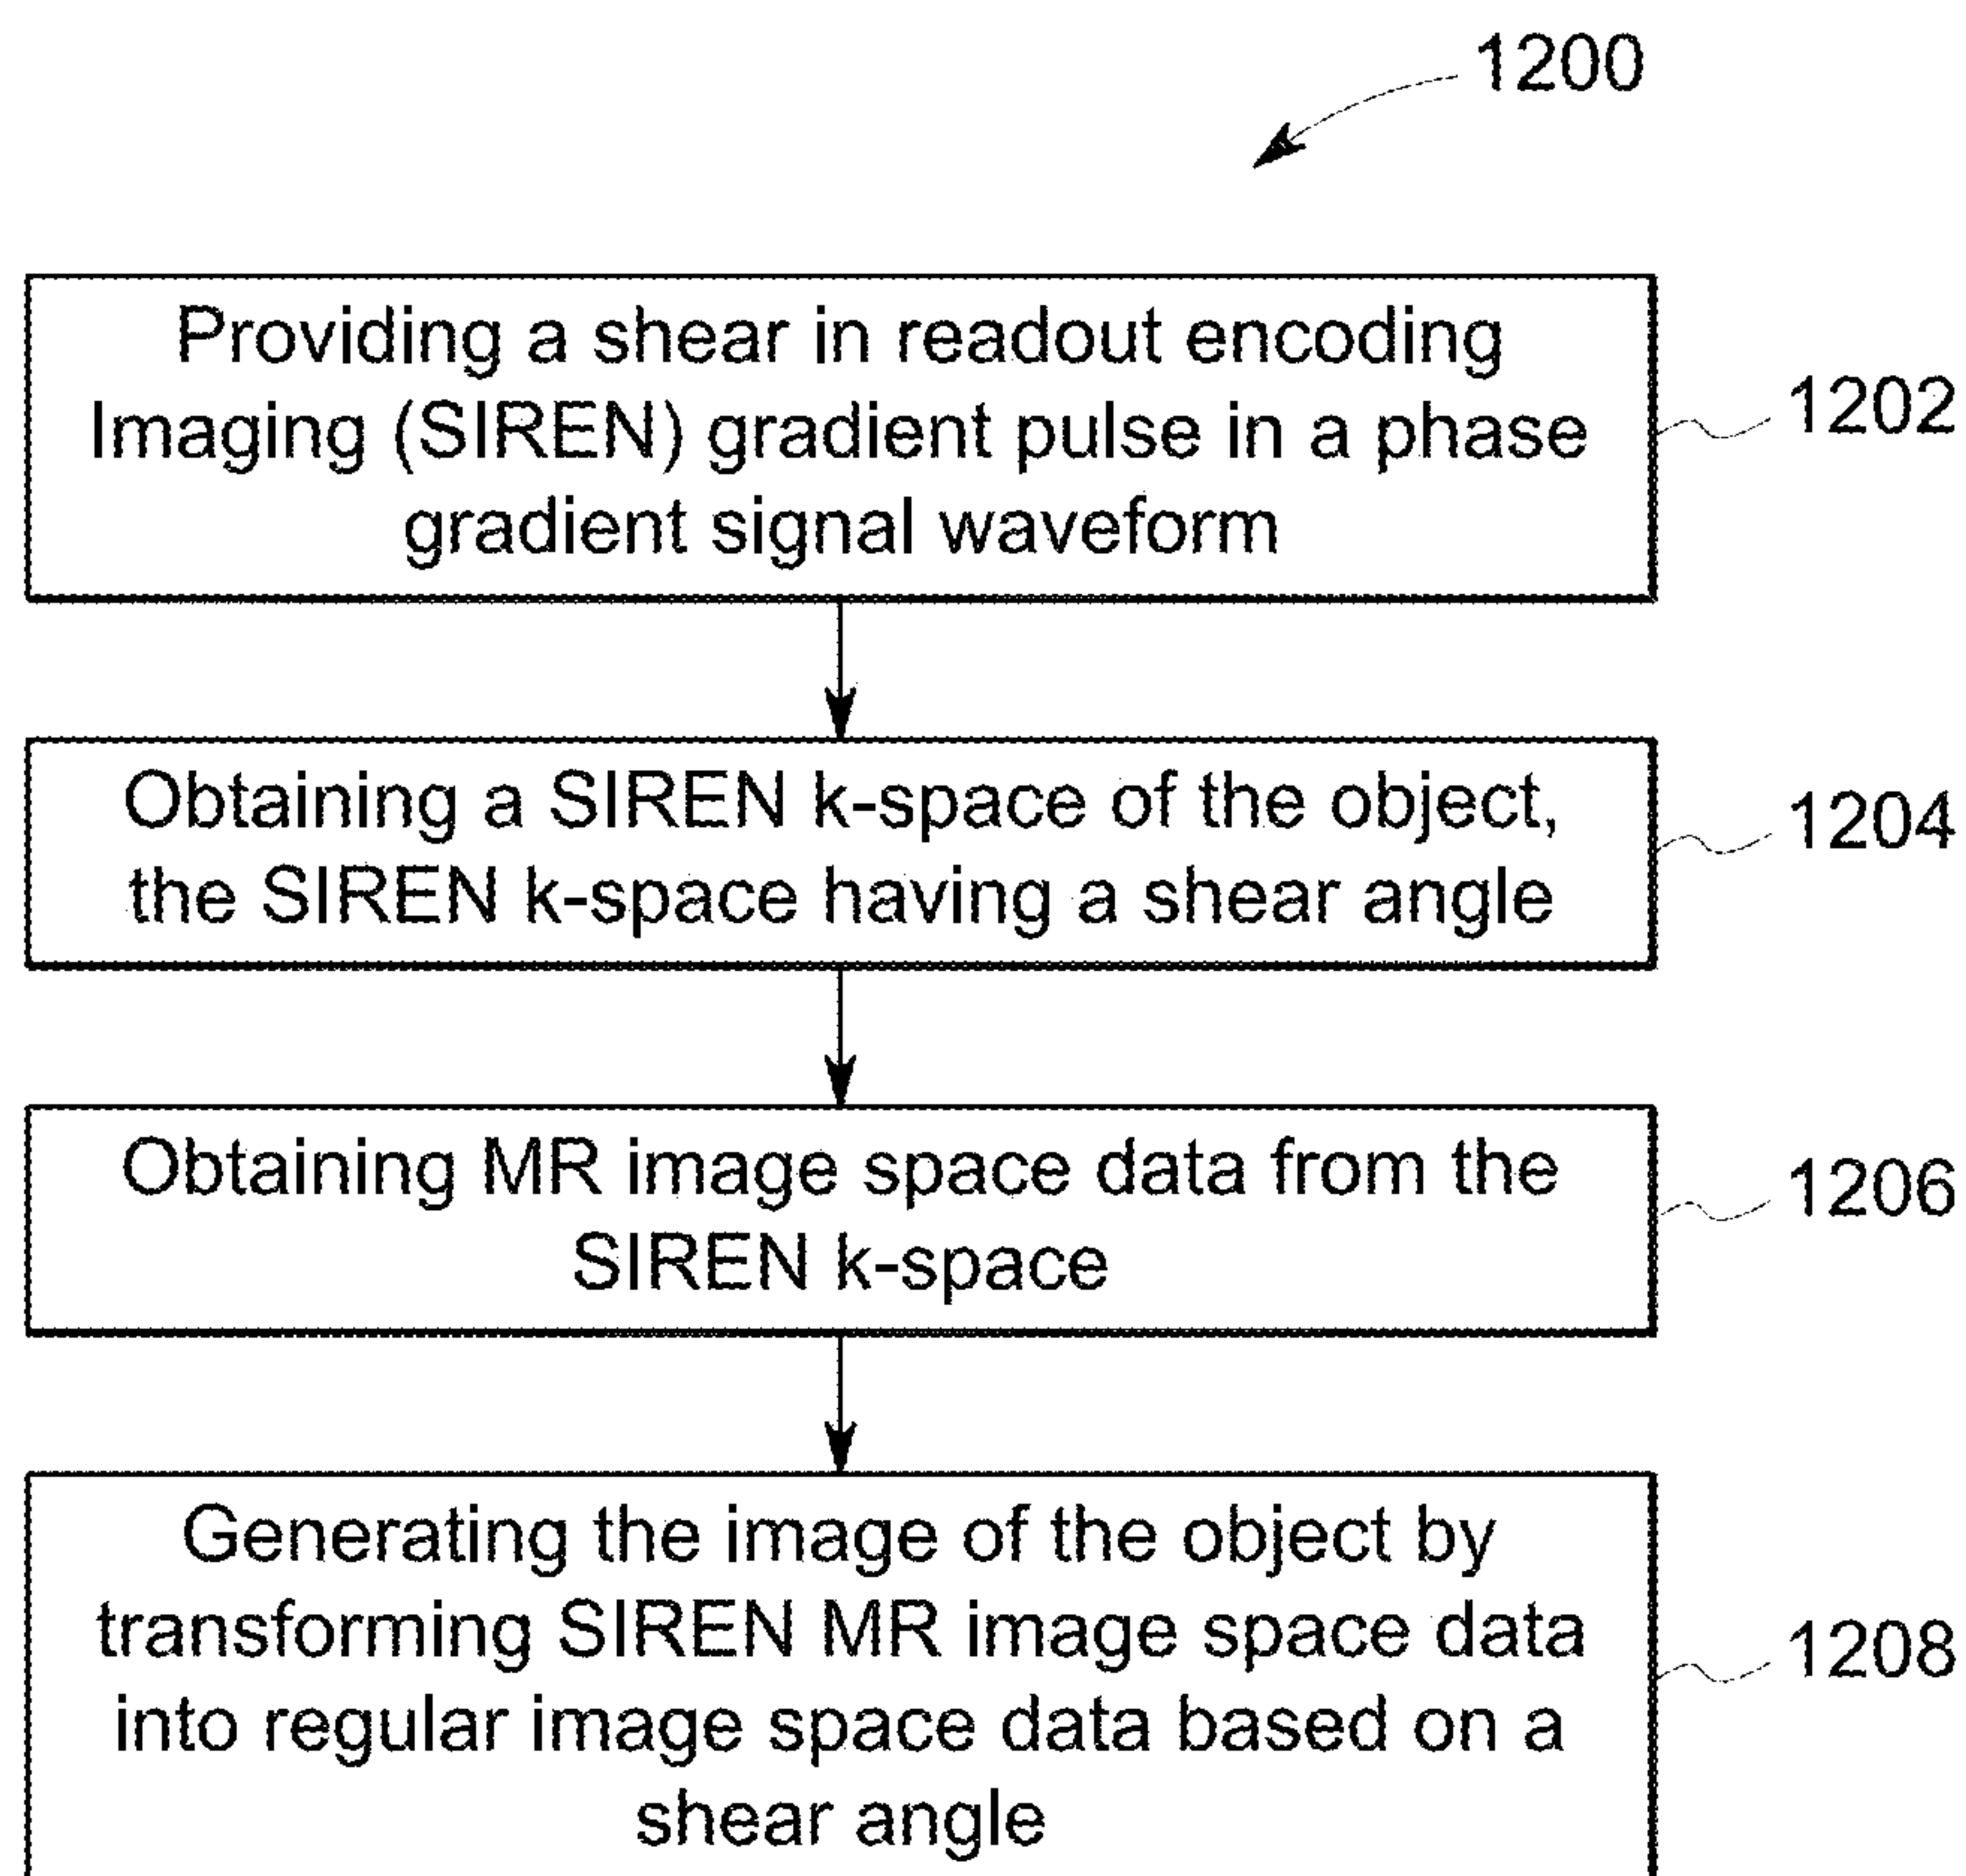 1200
Providing a shear in readout encoding
Imaging (SIREN) gradient pulse in a phase
gradient signal waveform
1202
Obtaining a SIREN k-space of the object,
the SIREN k-space having a shear angle
1204
Obtaining MR image space data from the
SIREN k-space
1206
Generating the image of the object by
transforming SIREN MR image space data
into regular image space data based on a
shear angle
1208